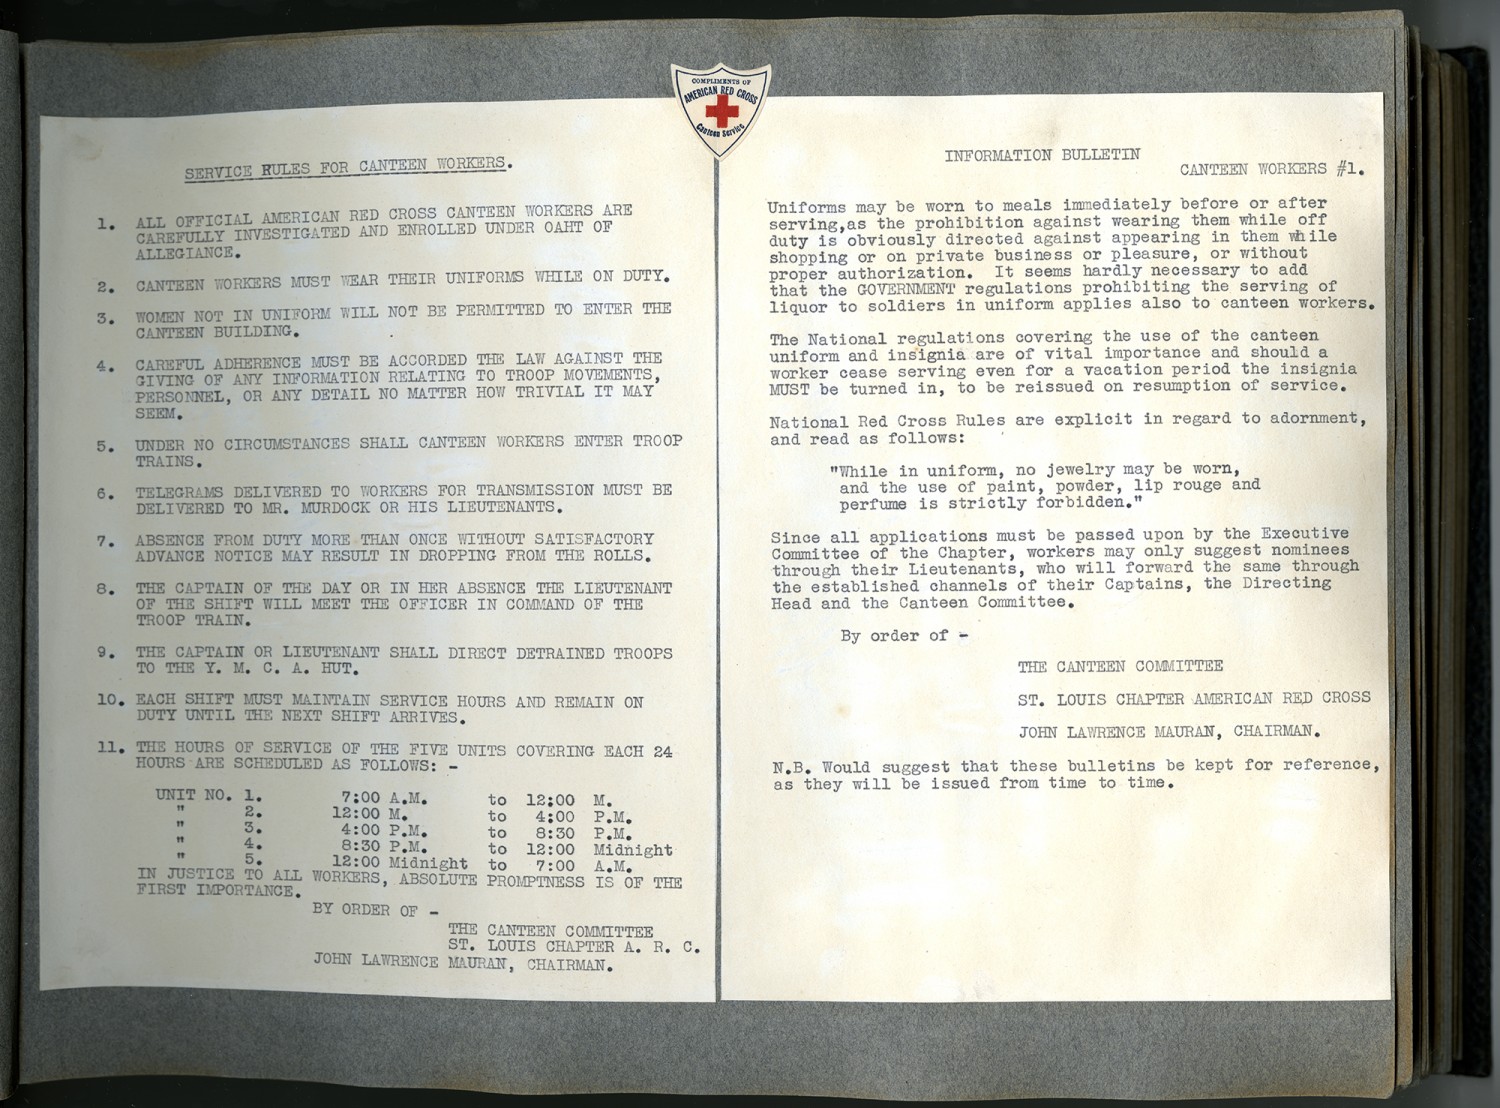 COMPLIMENTS OF
AMERICAN RED CROSS
Canteen Service
SERVICE RULES FOR CANTEEN WORKERS.
1. ALL OFFICIAL AMERICAN RED CROSS CANTEEN WORKERS ARE
CAREFULLY INVESTIGATED AND ENROLLED UNDER OAHT OF
ALLEGIANCE.
2. CANTEEN WORKERS MUST WEAR THEIR UNIFORMS WHILE ON DUTY.
3. WOMEN NOT IN UNIFORM WILL NOT BE PERMITTED TO ENTER THE
CANTEEN BUILDING.
4. CAREFUL ADHERENCE MUST BE ACCORDED THE LAW AGAINST THE
GIVING OF ANY INFORMATION RELATING TO TROOP MOVEMENTS,
PERSONNEL, OR ANY DETAIL NO MATTER HOW TRIVIAL IT MAY
SEEM.
5. UNDER NO CIRCUMSTANCES SHALL CANTEEN WORKERS ENTER TROOP
TRAINS.
6. TELEGRAMS DELIVERED TO WORKERS FOR TRANSMISSION MUST BE
DELIVERED TO MR. MURDOCK OR HIS LIEUTENANTS.
7. ABSENCE FROM DUTY MORE THAN ONCE WITHOUT SATISFACTORY
ADVANCE NOTICE MAY RESULT IN DROPPING FROM THE ROLLS.
8. THE CAPTAIN OF THE DAY OR IN HER ABSENCE THE LIEUTENANT
OF THE SHIFT WILL MEET THE OFFICER IN COMMAND OF THE
TROOP TRAIN.
9. THE CAPTAIN OR LIEUTENANT SHALL DIRECT DETRAINED TROOPS
TO THE Y. M. C. A. HUT.
10. EACH SHIFT MUST MAINTAIN SERVICE HOURS AND REMAIN ON
DUTY UNTIL THE NEXT SHIFT ARRIVES.
11. THE HOURS OF SERVICE OF THE FIVE UNITS COVERING EACH 24
HOURS ARE SCHEDULED AS FOLLOWS: -
UNIT NO. 1. 7:00 A.M. to 12:00 M.
" 2. 12:00 M. to 4:00 P.M.
" 3. 4:00 P.M. to 8:30 P.M.
" 4. 8:30 P.M. to 12:00 Midnight
" 5. 12:00 Midnight to 7:00 A.M.
IN JUSTICE TO ALL WORKERS, ABSOLUTE PROMPTNESS IS OF THE
FIRST IMPORTANCE.
BY ORDER OF -
THE CANTEEN COMMITTEE
ST. LOUIS CHAPTER A. R. C.
JOHN LAWRENCE MAURAN, CHAIRMAN.
INFORMATION BULLETIN
CANTEEN WORKERS #1.
Uniforms may be worn to meals immediately before or after
serving,as the prohibition against wearing them while off
duty is obviously directed against appearing in them while
shopping or on private business or pleasure, or without
proper authorization. It seems hardly necessary to add
that the GOVERNMENT regulations prohibiting the serving of
liquor to soldiers in uniform applies also to canteen workers.
The National regulations covering the use of the canteen
uniform and insignia are of vital importance and should a
worker cease serving even for a vacation period the insignia
MUST be turned in, to be reissued on resumption of service.
National Red Cross Rules are explicit in regard to adornment,
and read as follows:
"While in uniform, no jewelry may be worn,
and the use of paint, powder, lip rouge and
perfume is strictly forbidden."
Since all applications must be passed upon by the Executive
Committee of the Chapter, workers may only suggest nominees
through their Lieutenants, who will forward the same through
the established channels of their Captains, the Directing
Head and the Canteen Committee.
By order of -
THE CANTEEN COMMITTEE
ST. LOUIS CHAPTER AMERICAN RED CROSS
JOHN LAWRENCE MAURAN, CHAIRMAN.
N.B. Would suggest that these bulletins be kept for reference,
as they will be issued from time to time.